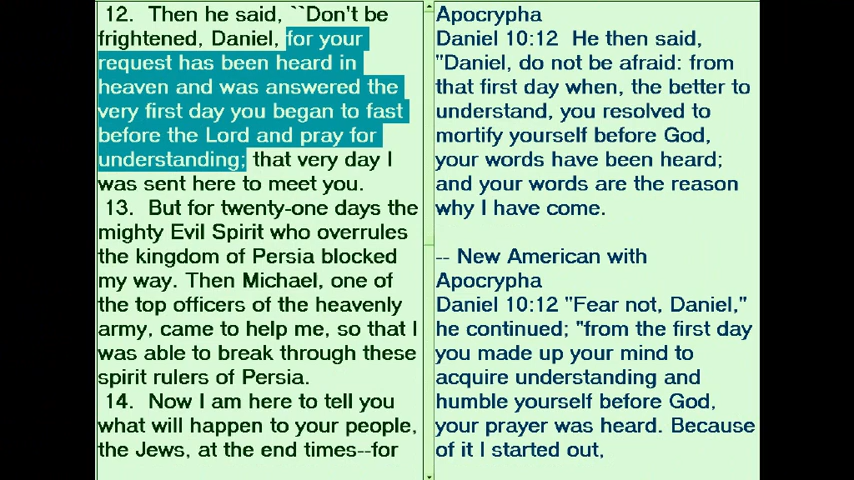 12. Then he said, ``Don't be
frightened, Daniel, for your
request has been heard in
heaven and was answered the
very first day you began to fast
before the Lord and pray for
understanding; that very day I
was sent here to meet you.
13. But for twenty-one days the
mighty Evil Spirit who overrules
the kingdom of Persia blocked
my way. Then Michael, one of
the top officers of the heavenly
army, came to help me, so that I
was able to break through these
spirit rulers of Persia.
14. Now I am here to tell you
what will happen to your people,
the Jews, at the end times--for
Apocrypha
Daniel 10:12 He then said,
"Daniel, do not be afraid: from
that first day when, the better to
understand, you resolved to
mortify yourself before God,
your words have been heard;
and your words are the reason
why I have come.
-- New American with
Apocrypha
Daniel 10:12 "Fear not, Daniel,"
he continued; "from the first day
you made up your mind to
acquire understanding and
humble yourself before God,
your prayer was heard. Because
of it I started out,